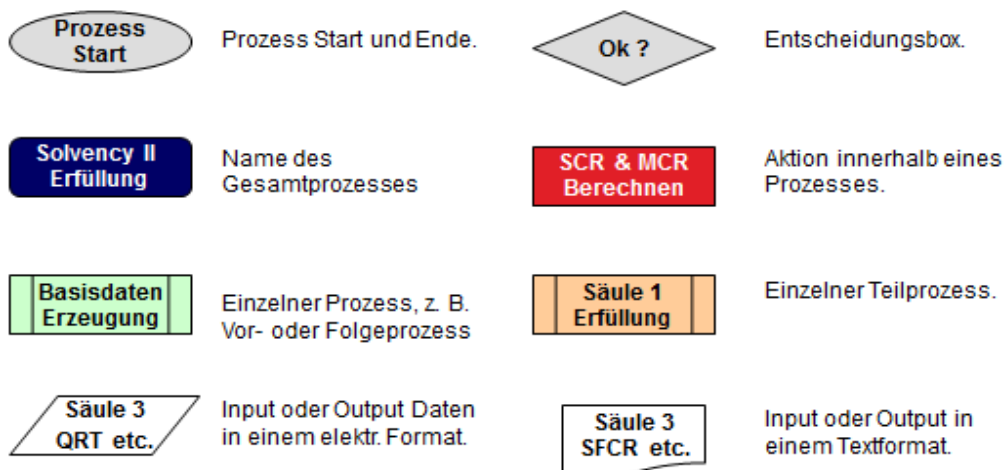 Prozess
Start
Prozess Start und Ende.
Ok ?
Entscheidungsbox.
Solvency II
Erfüllung
Name des
Gesamtprozesses
SCR & MCR
Berechnen
Aktion innerhalb eines
Prozesses.
Basisdaten
Erzeugung
Einzelner Prozess, z. B.
Vor- oder Folgeprozess
Säule 1
Erfüllung
Einzelner Teilprozess.
Säule 3
QRT etc.
Input oder Output Daten
in einem elektr. Format.
Säule 3
SFCR etc.
Input oder Output in
einem Textformat.